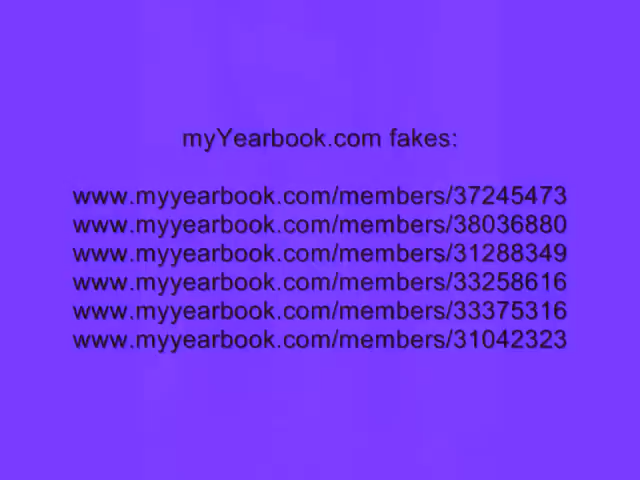 myYearbook.com fakes:
www.myyearbook.com/members/37245473
www.myyearbook.com/members/38036880
www.myyearbook.com/members/31288349
www.myyearbook.com/members/33258616
www.myyearbook.com/members/33375316
www.myyearbook.com/members/31042323